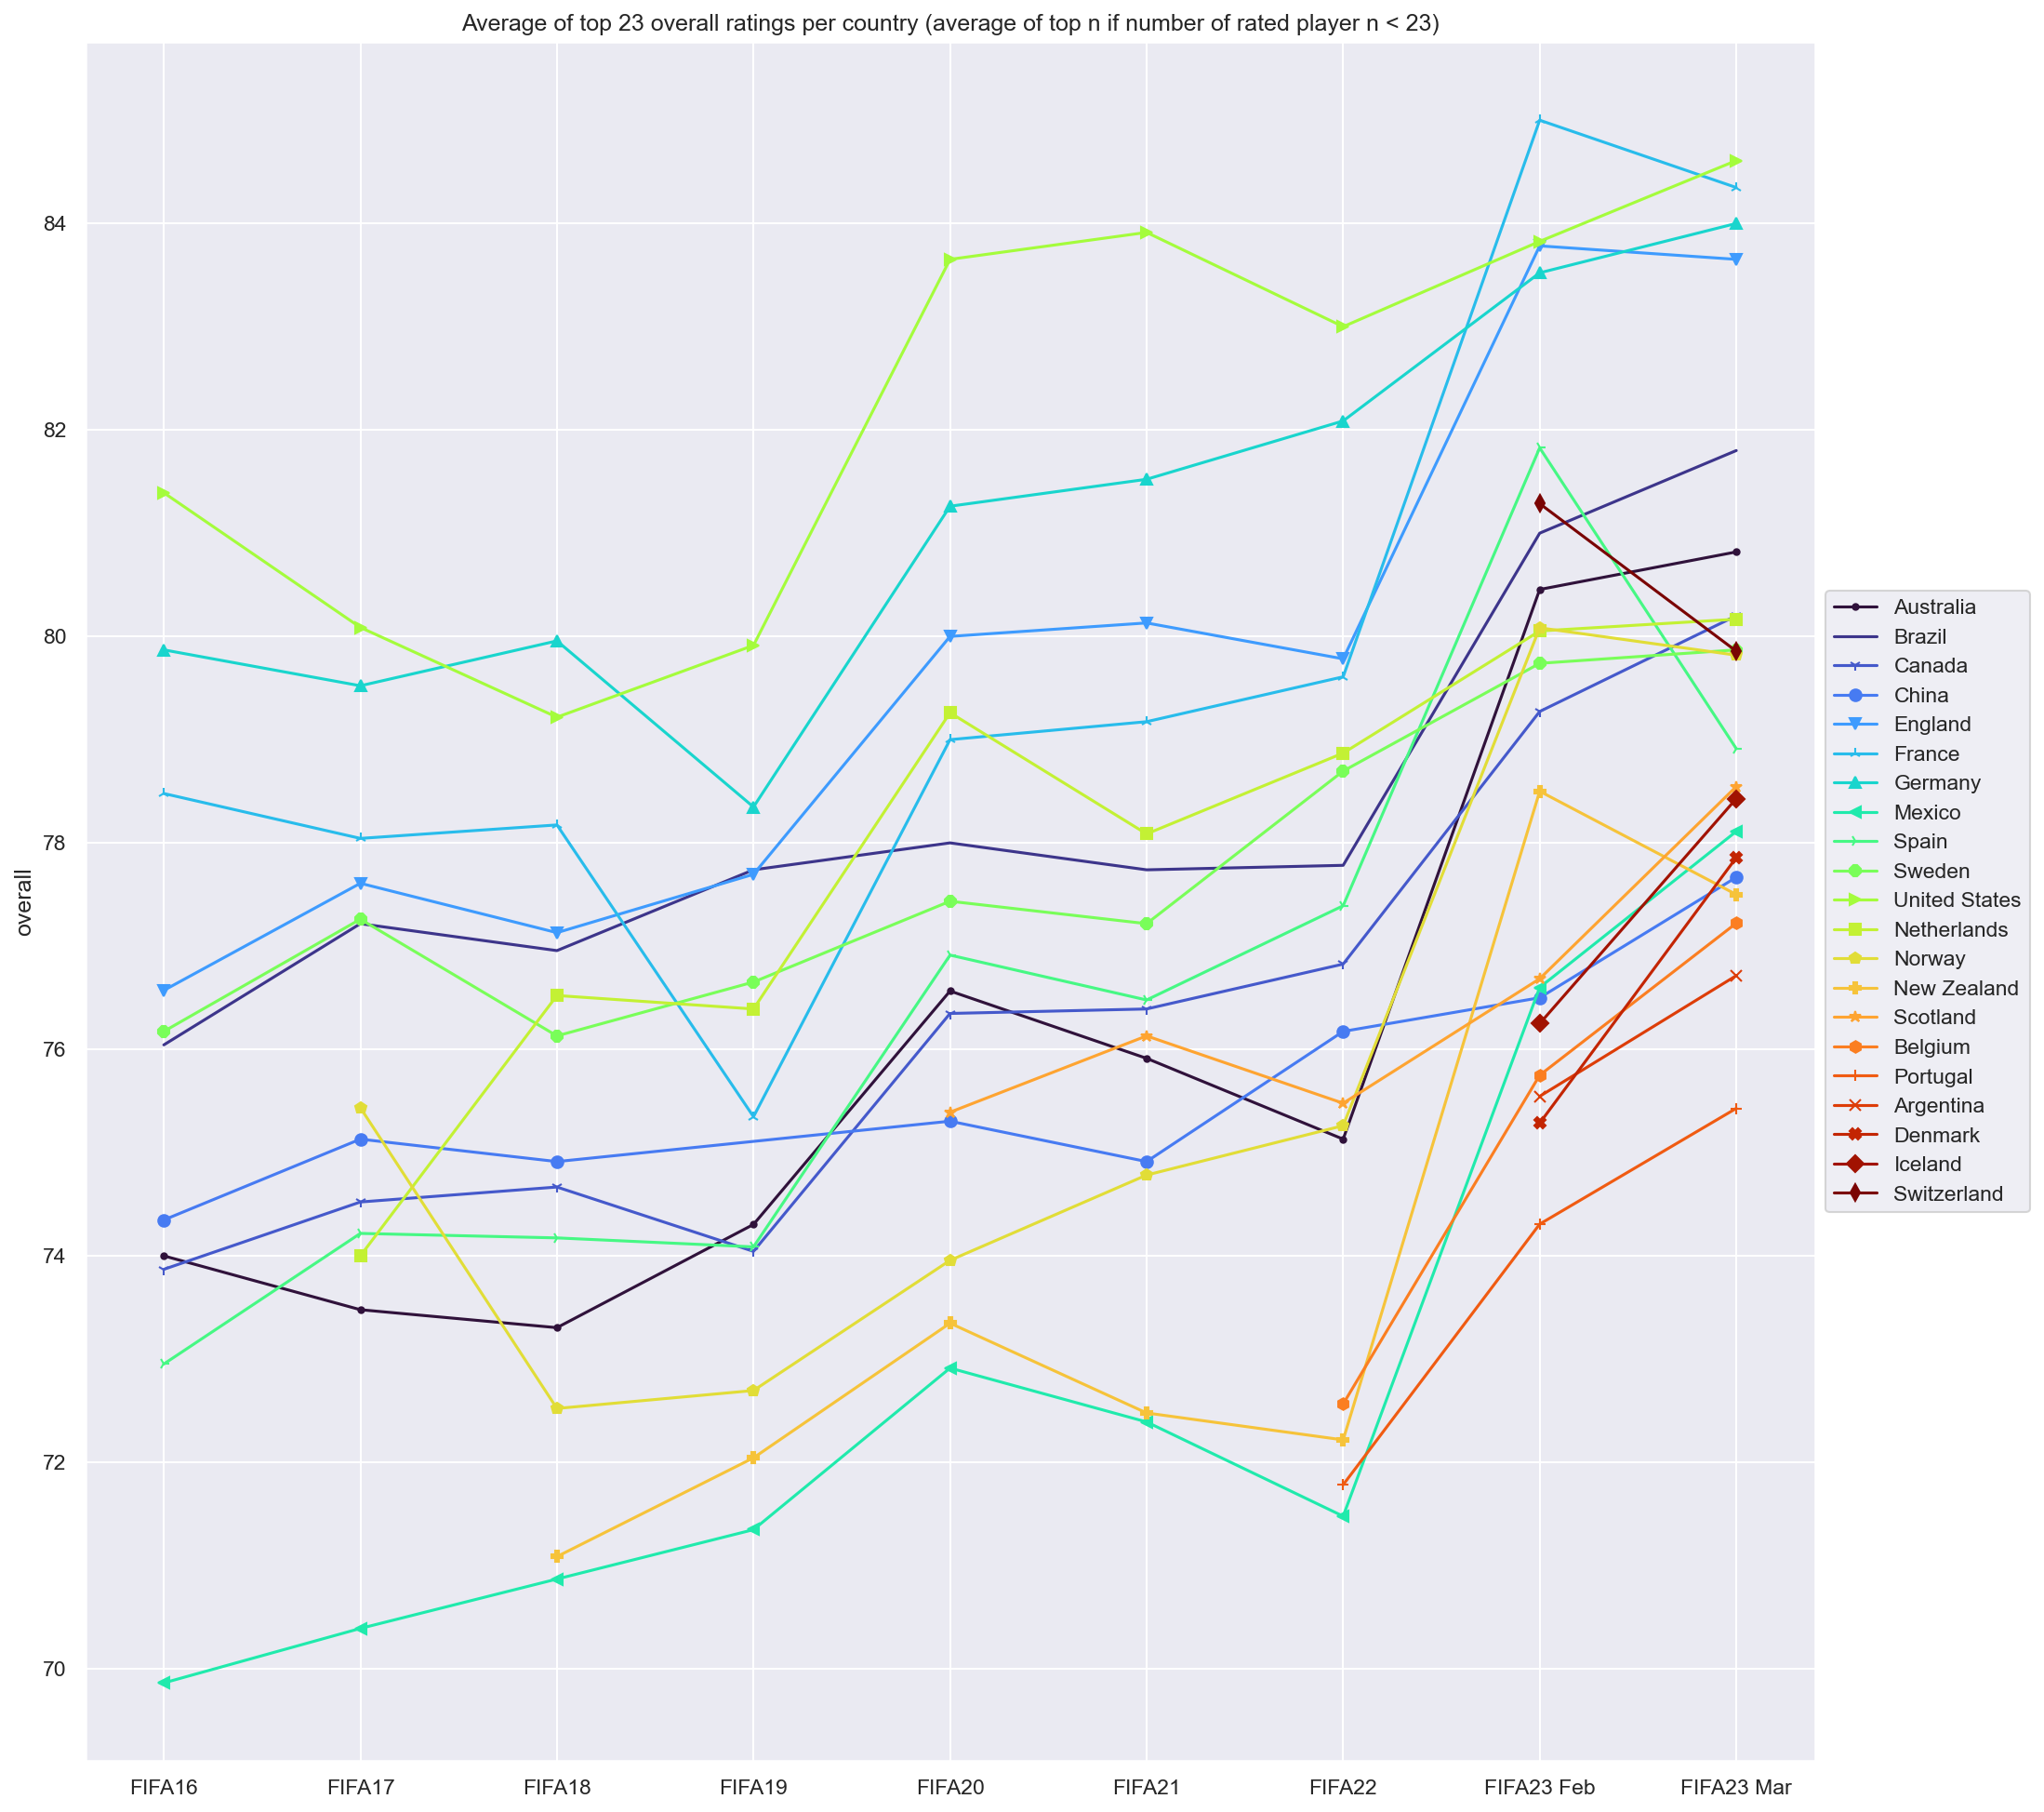 Average of top 23 overall ratings per country (average of top n if number of rated player n < 23)
overall
84
82
80
78
76
74
72
70
FIFA16
FIFA17
FIFA18
FIFA19
FIFA20
FIFA21
FIFA22
FIFA23 Feb
FIFA23 Mar
Australia
Brazil
Canada
China
England
France
Germany
Mexico
Spain
Sweden
United States
Netherlands
Norway
New Zealand
Scotland
Belgium
Portugal
Argentina
Denmark
Iceland
Switzerland